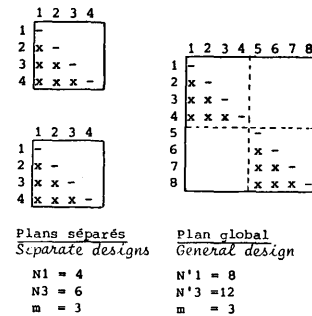 1 2 3 4
1 -
2 x -
3 x x -
4 x x x -
1 2 3 4
1 -
2 x -
3 x x -
4 x x x -
Plans séparés
Separate designs
N1 = 4
N3 = 6
m = 3
1 2 3 4 5 6 7 8
1 -
2 x -
3 x x -
4 x x x -
5 -
6 x -
7 x x -
8 x x x -
Plan global
General design
N'1 = 8
N'3 =12
m = 3